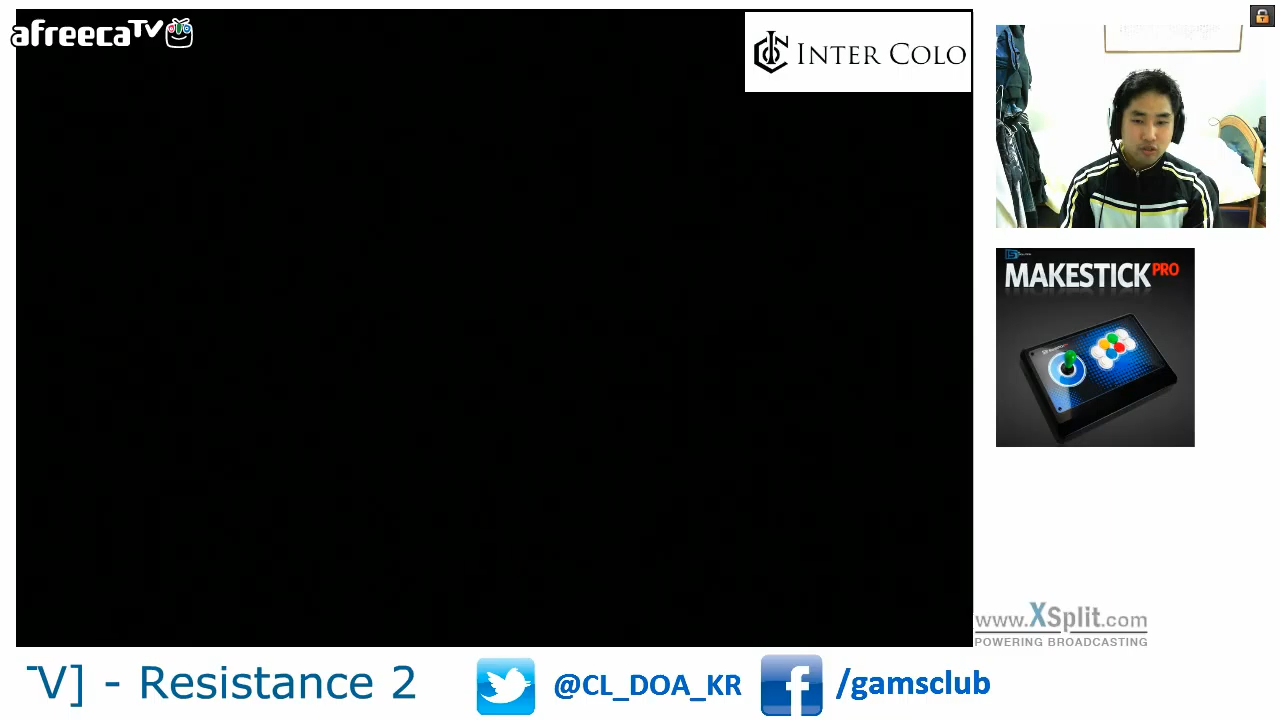 afreecaTV
INTER COLO
MAKESTICK PRO
www.XSplit.com
POWERING BROADCASTING
V] - Resistance 2
@CL_DOA_KR
/gamsclub